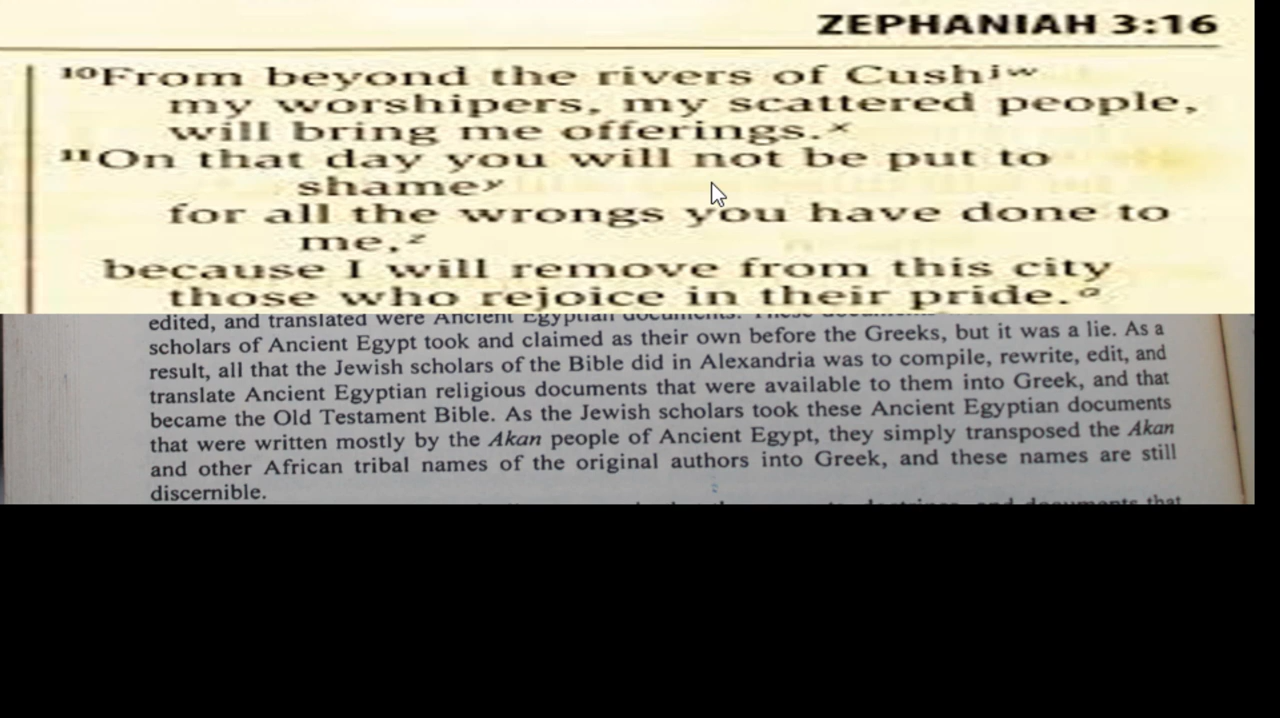 ZEPHANIAH 3:16
¹⁰From beyond the rivers of Cushʲʷ
my worshipers, my scattered people,
will bring me offerings.ˣ
¹¹On that day you will not be put to
shameʸ
for all the wrongs you have done to
me,ᶻ
because I will remove from this city
those who rejoice in their pride.ᵃ
edited, and translated were Ancient Egyptian documents. These
scholars of Ancient Egypt took and claimed as their own before the Greeks, but it was a lie. As a
result, all that the Jewish scholars of the Bible did in Alexandria was to compile, rewrite, edit, and
translate Ancient Egyptian religious documents that were available to them into Greek, and that
became the Old Testament Bible. As the Jewish scholars took these Ancient Egyptian documents
that were written mostly by the Akan people of Ancient Egypt, they simply transposed the Akan
and other African tribal names of the original authors into Greek, and these names are still
discernible.
doctrines, and documents that